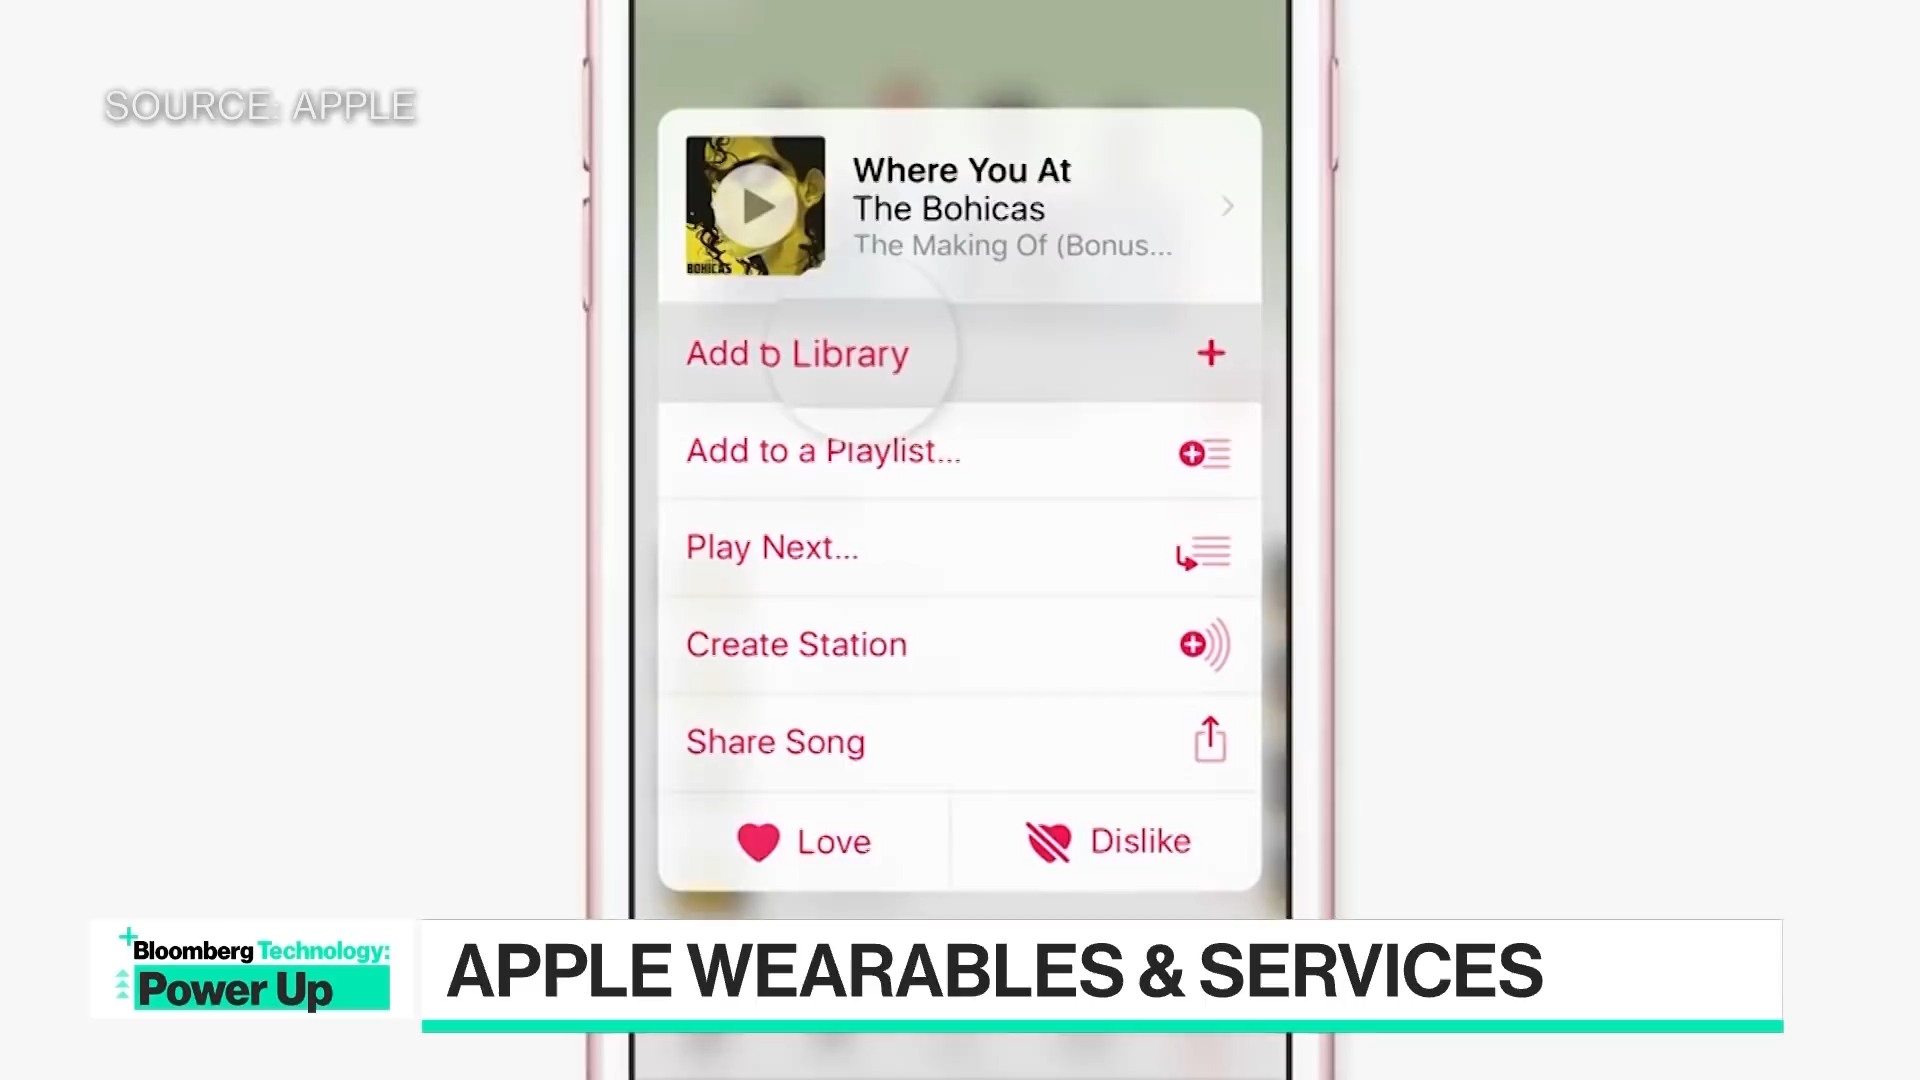 SOURCE: APPLE
BOHICAS
Where You At
The Bohicas
The Making Of (Bonus...
Add to Library
Add to a Playlist...
Play Next...
Create Station
Share Song
Love
Dislike
Bloomberg Technology:
Power Up
APPLE WEARABLES & SERVICES